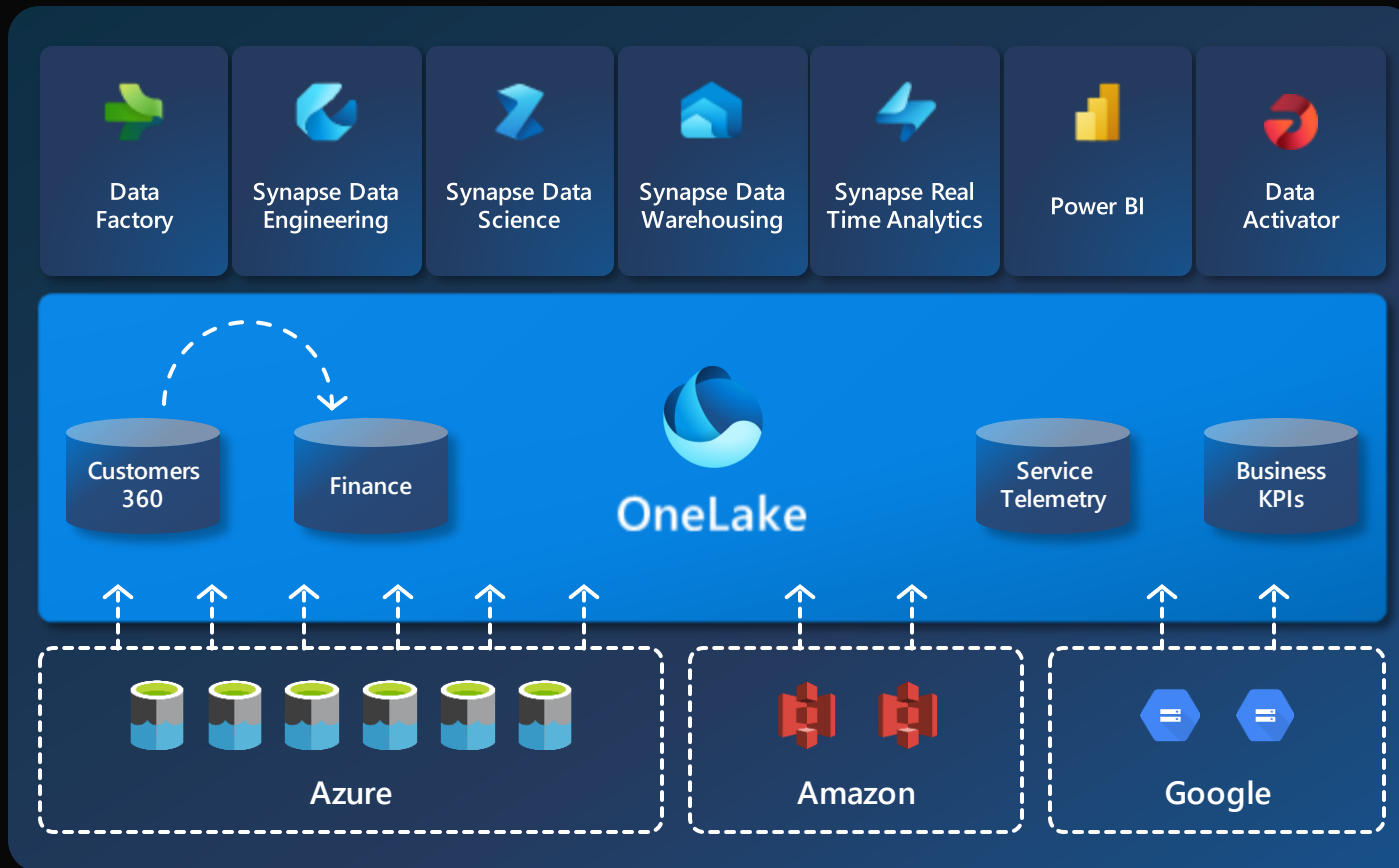 Data
Factory
Synapse Data
Engineering
Synapse Data
Science
Synapse Data
Warehousing
Synapse Real
Time Analytics
Power BI
Data
Activator
Customers
360
Finance
OneLake
Service
Telemetry
Business
KPIs
Azure
Amazon
Google